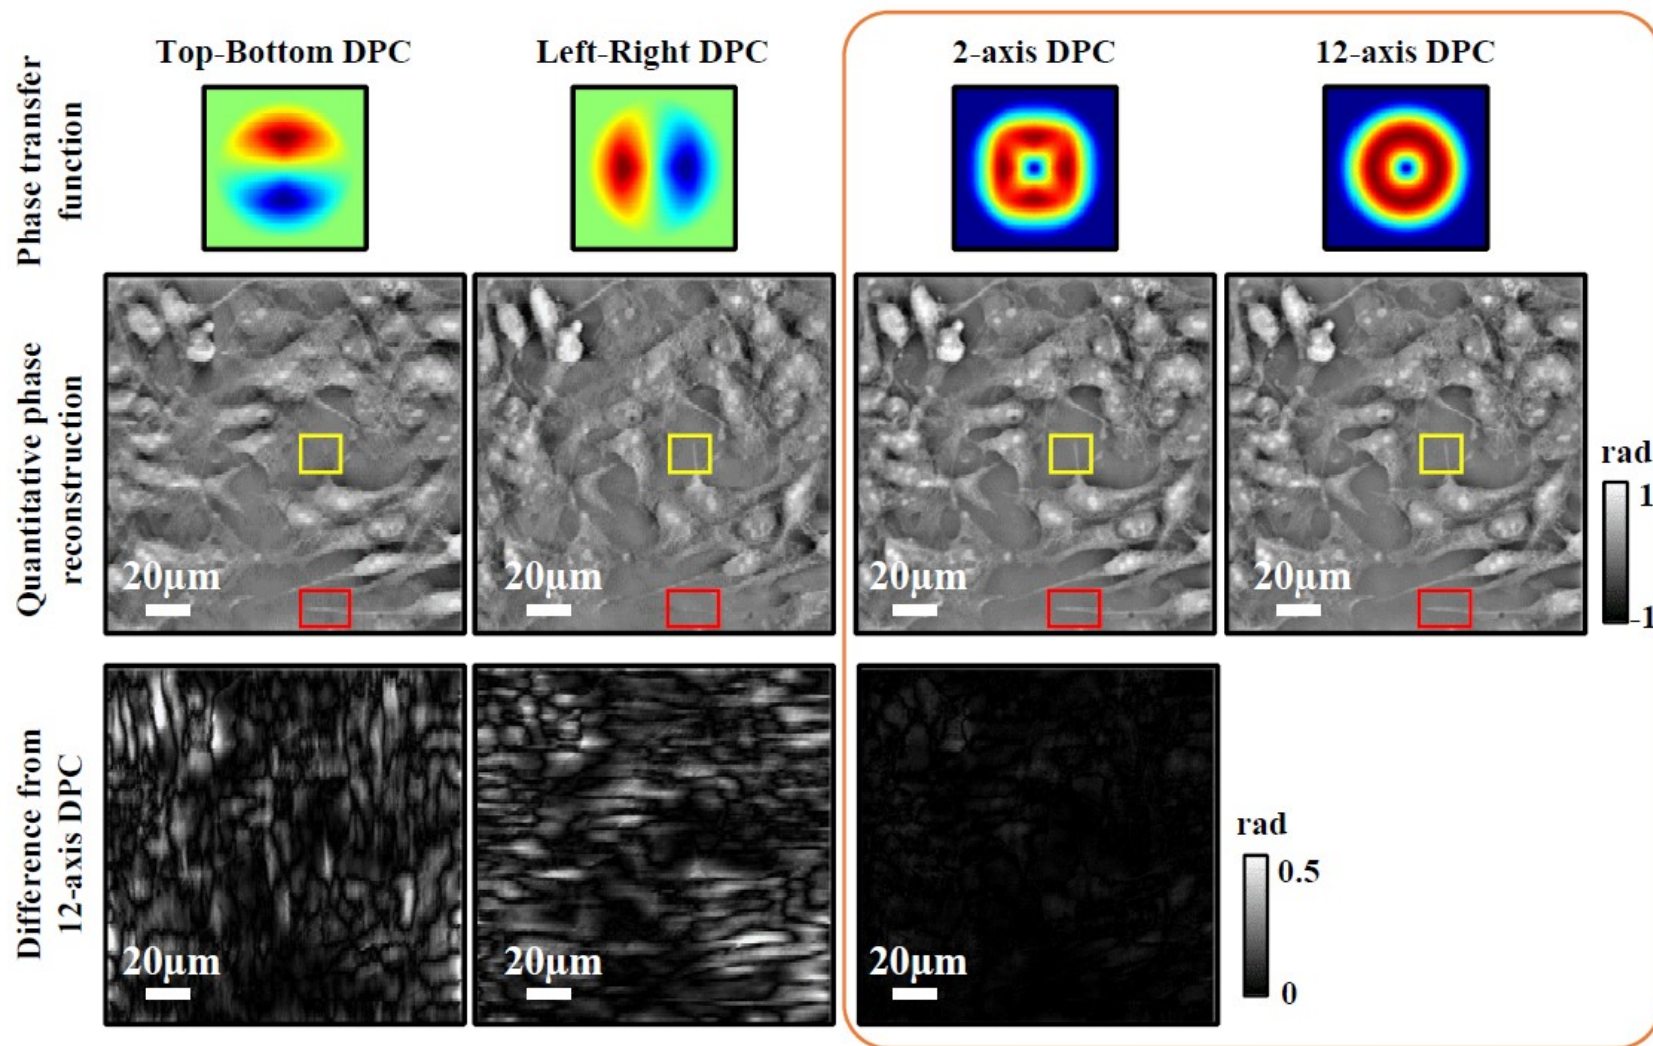 Top-Bottom DPC
Left-Right DPC
2-axis DPC
12-axis DPC
Phase transfer
function
Quantitative phase
reconstruction
20μm
20μm
20μm
20μm
rad
1
-1
Difference from
12-axis DPC
20μm
20μm
20μm
rad
0.5
0